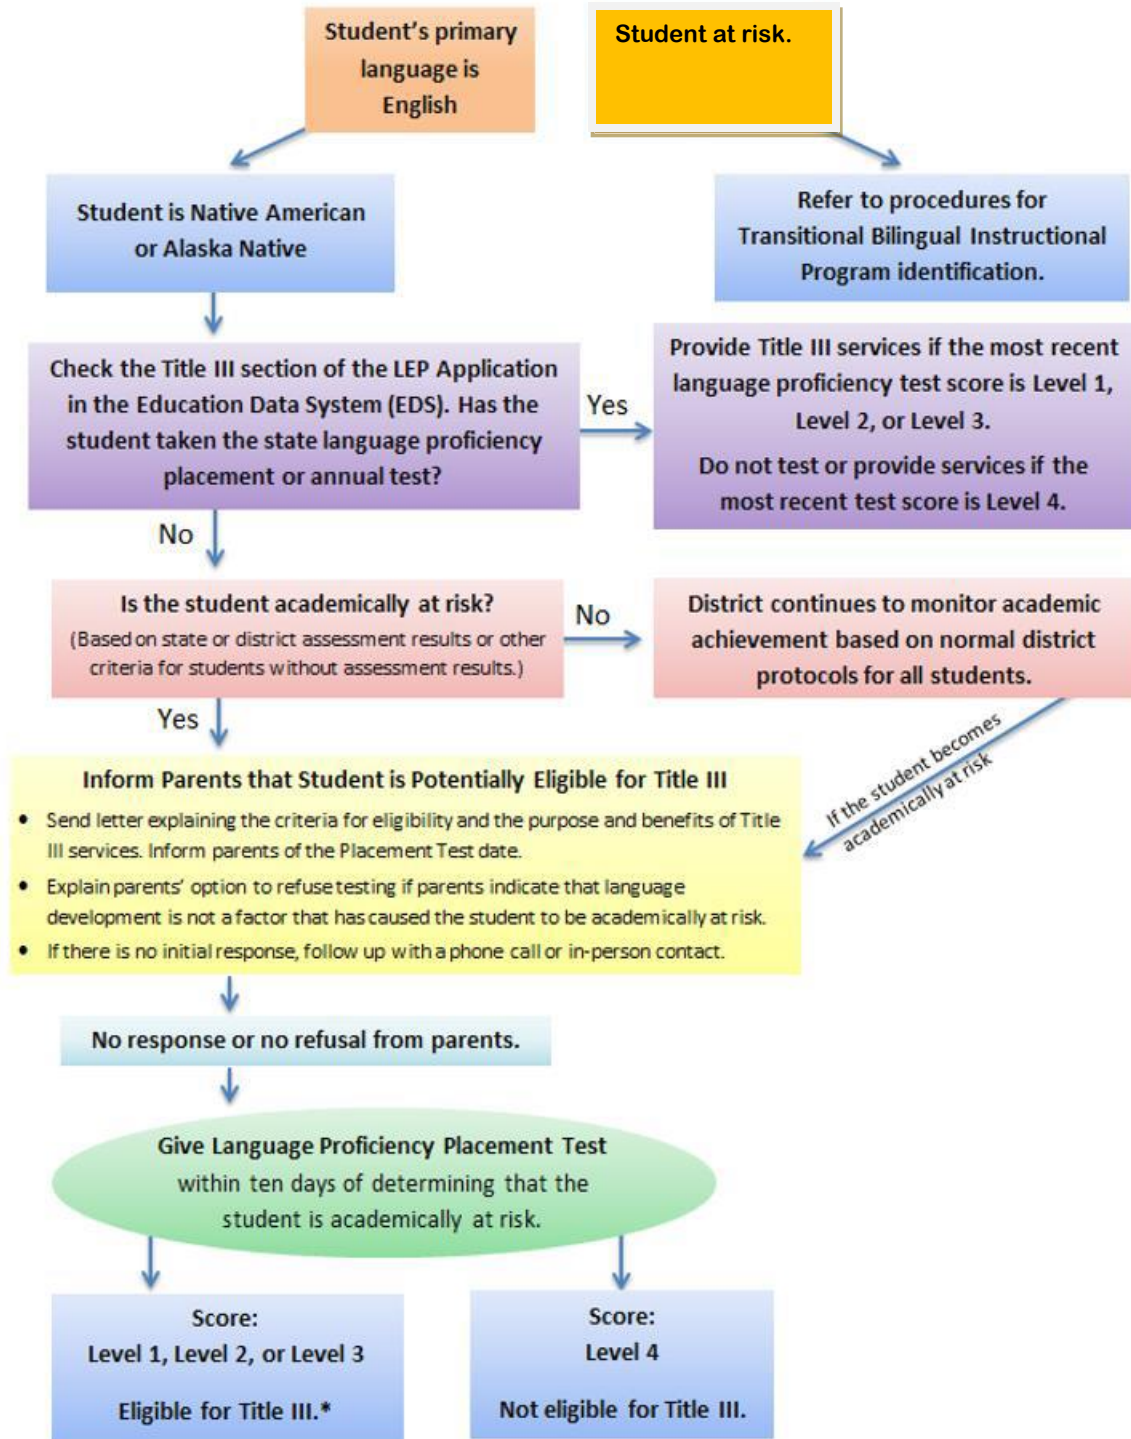 Student's primary
language is
English
Student at risk.
Student is Native American
or Alaska Native
Refer to procedures for
Transitional Bilingual Instructional
Program identification.
Check the Title III section of the LEP Application
in the Education Data System (EDS). Has the
student taken the state language proficiency
placement or annual test?
Yes
Provide Title III services if the most recent
language proficiency test score is Level 1,
Level 2, or Level 3.
Do not test or provide services if the
most recent test score is Level 4.
No
Is the student academically at risk?
(Based on state or district assessment results or other
criteria for students without assessment results.)
No
District continues to monitor academic
achievement based on normal district
protocols for all students.
Yes
If the student becomes
academically at risk
Inform Parents that Student is Potentially Eligible for Title III
• Send letter explaining the criteria for eligibility and the purpose and benefits of Title
III services. Inform parents of the Placement Test date.
• Explain parents' option to refuse testing if parents indicate that language
development is not a factor that has caused the student to be academically at risk.
• If there is no initial response, follow up with a phone call or in-person contact.
No response or no refusal from parents.
Give Language Proficiency Placement Test
within ten days of determining that the
student is academically at risk.
Score:
Level 1, Level 2, or Level 3
Eligible for Title III.*
Score:
Level 4
Not eligible for Title III.